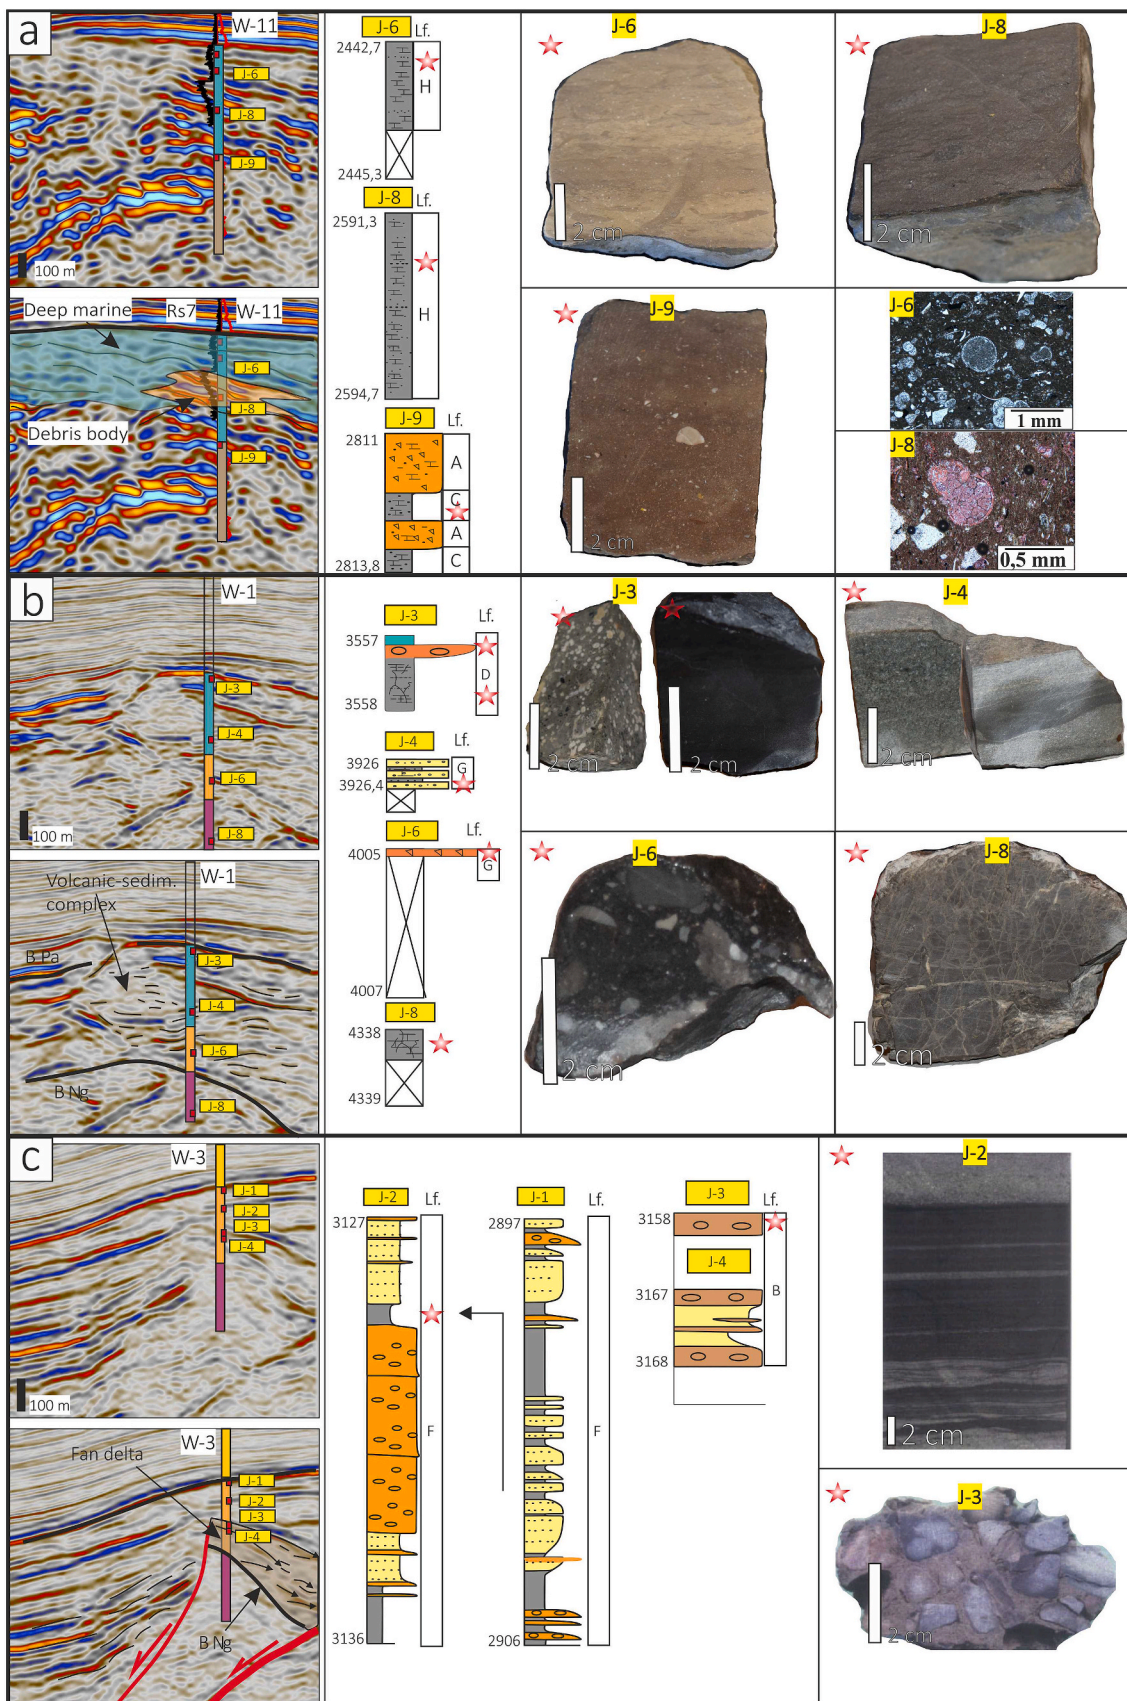 a
W-11
J-6
J-8
J-9
100 m
Deep marine
Rs7
W-11
J-6
J-8
Debris body
J-9
J-6
Lf.
2442,7
H
2445,3
J-8
2591,3
H
2594,7
J-9
Lf.
2811
A
C
A
2813,8
C
J-6
2 cm
J-8
2 cm
J-9
2 cm
J-6
1 mm
J-8
0,5 mm
b
W-1
J-3
J-4
J-6
100 m
J-8
W-1
Volcanic-sedim.
complex
B Pa
J-3
J-4
J-6
B Ng
J-8
J-3
Lf.
3557
D
3558
J-4
Lf.
3926
G
3926,4
J-6
Lf.
4005
G
4007
J-8
4338
4339
J-3
2 cm
2 cm
J-4
2 cm
J-6
2 cm
J-8
2 cm
c
W-3
J-1
J-2
J-3
J-4
100 m
W-3
Fan delta
J-1
J-2
J-3
J-4
B Ng
J-2
Lf.
3127
F
3136
J-1
Lf.
2897
F
2906
J-3
Lf.
3158
J-4
B
3167
3168
J-2
2 cm
J-3
2 cm